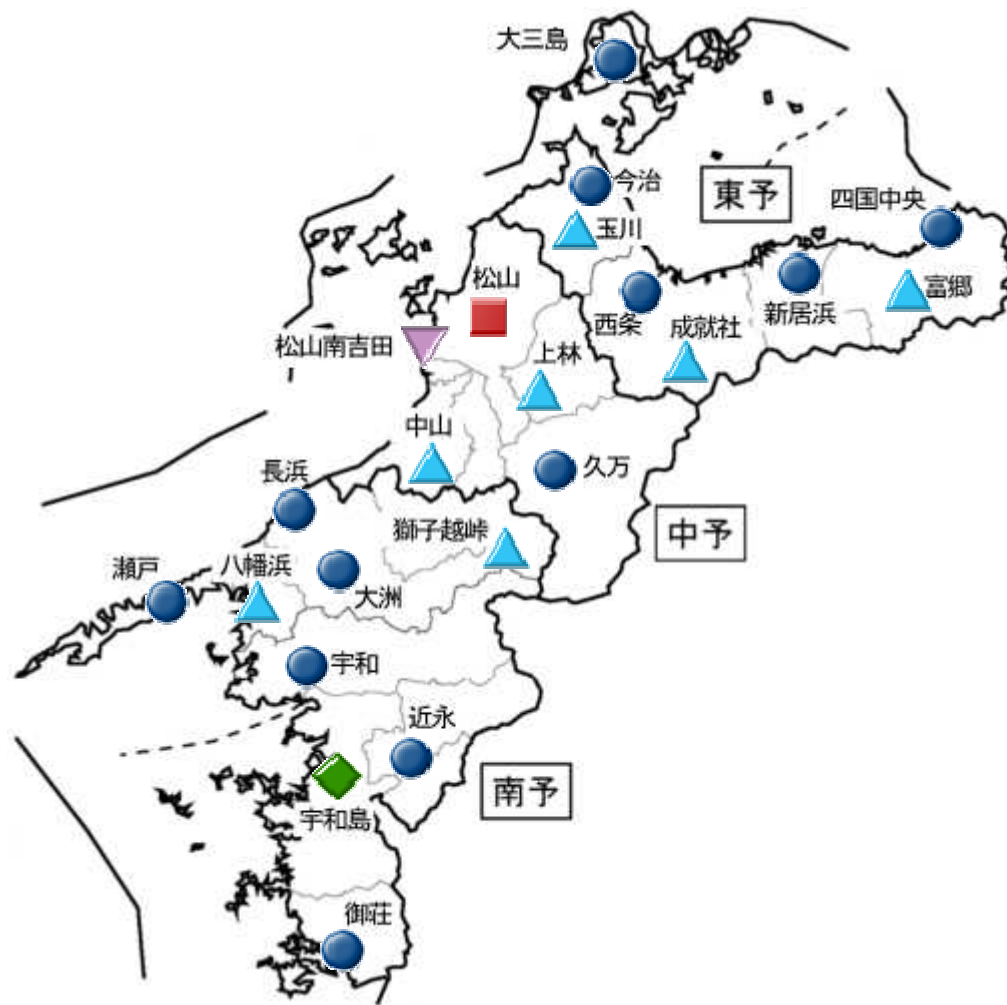 大三島
今治
東予
四国中央
玉川
松山
富郷
新居浜
西条
成就社
松山南吉田
上林
中山
久万
長浜
獅子越峠
中予
瀬戸
八幡浜
大洲
宇和
近永
南予
宇和島
御荘